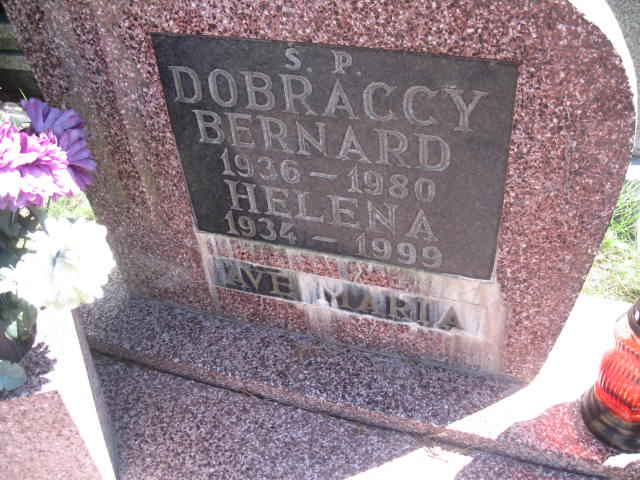 S. P.
DOBRACCY
BERNARD
1936 – 1980
HELENA
1934 – 1999
AVE MARIA